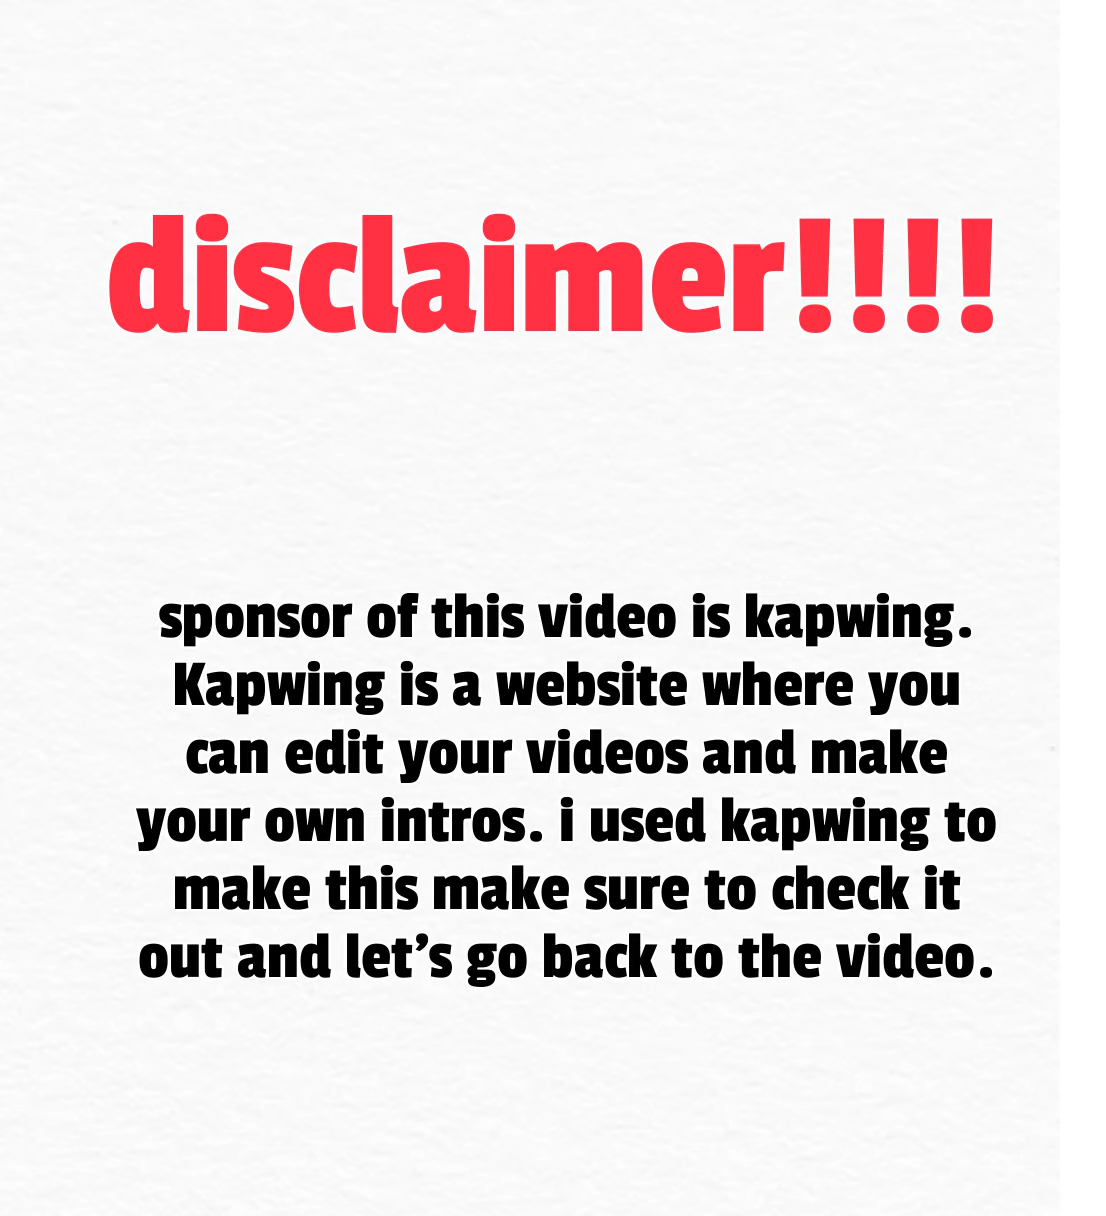 disclaimer!!!!
sponsor of this video is kapwing.
Kapwing is a website where you
can edit your videos and make
your own intros. i used kapwing to
make this make sure to check it
out and let’s go back to the video.